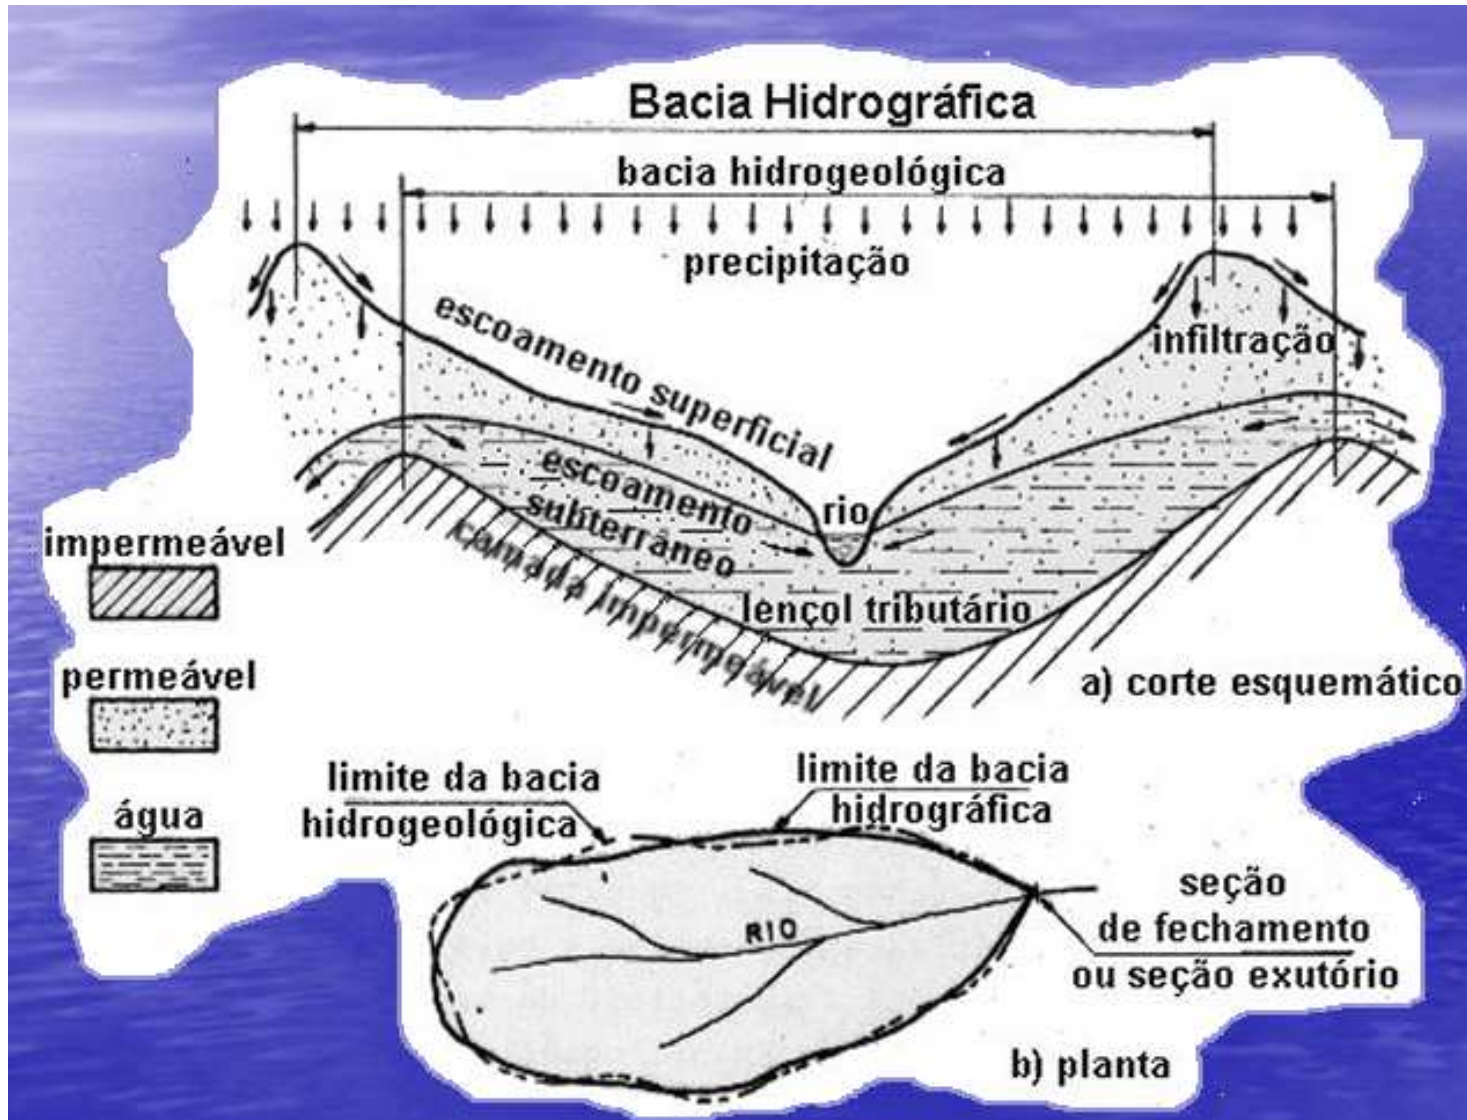 Bacia Hidrográfica
bacia hidrogeológica
precipitação
escoamento superficial
infiltração
escoamento
subterrâneo
rio
camada impermeável
lençol tributário
a) corte esquemático
impermeável
permeável
água
limite da bacia
hidrogeológica
limite da bacia
hidrográfica
RIO
seção
de fechamento
ou seção exutório
b) planta